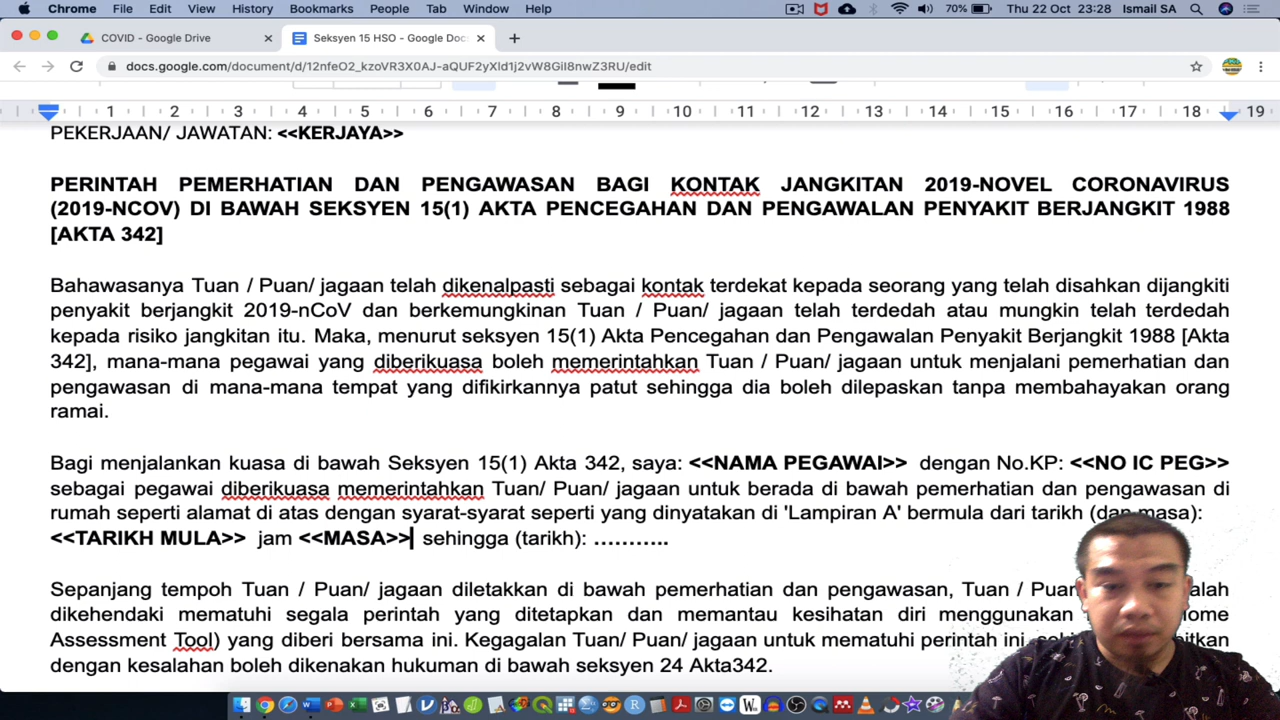 Chrome File Edit View History Bookmarks People Tab Window Help 70% Thu 22 Oct 23:28 Ismail SA
COVID - Google Drive Seksyen 15 HSO - Google Doc
docs.google.com/document/d/12nfeO2_kzoVR3X0AJ-aQUF2yXld1j2vW8Gil8nwZ3RU/edit
1 2 3 4 5 6 7 8 9 10 11 12 13 14 15 16 17 18 19
PEKERJAAN/ JAWATAN: <<KERJAYA>>
PERINTAH PEMERHATIAN DAN PENGAWASAN BAGI KONTAK JANGKITAN 2019-NOVEL CORONAVIRUS
(2019-NCOV) DI BAWAH SEKSYEN 15(1) AKTA PENCEGAHAN DAN PENGAWALAN PENYAKIT BERJANGKIT 1988
[AKTA 342]
Bahawasanya Tuan / Puan/ jagaan telah dikenalpasti sebagai kontak terdekat kepada seorang yang telah disahkan dijangkiti
penyakit berjangkit 2019-nCoV dan berkemungkinan Tuan / Puan/ jagaan telah terdedah atau mungkin telah terdedah
kepada risiko jangkitan itu. Maka, menurut seksyen 15(1) Akta Pencegahan dan Pengawalan Penyakit Berjangkit 1988 [Akta
342], mana-mana pegawai yang diberikuasa boleh memerintahkan Tuan / Puan/ jagaan untuk menjalani pemerhatian dan
pengawasan di mana-mana tempat yang difikirkannya patut sehingga dia boleh dilepaskan tanpa membahayakan orang
ramai.
Bagi menjalankan kuasa di bawah Seksyen 15(1) Akta 342, saya: <<NAMA PEGAWAI>> dengan No.KP: <<NO IC PEG>>
sebagai pegawai diberikuasa memerintahkan Tuan/ Puan/ jagaan untuk berada di bawah pemerhatian dan pengawasan di
rumah seperti alamat di atas dengan syarat-syarat seperti yang dinyatakan di 'Lampiran A' bermula dari tarikh (dan masa):
<<TARIKH MULA>> jam <<MASA>> sehingga (tarikh): ………..
Sepanjang tempoh Tuan / Puan/ jagaan diletakkan di bawah pemerhatian dan pengawasan, Tuan / Puan
dikehendaki mematuhi segala perintah yang ditetapkan dan memantau kesihatan diri menggunakan
Assessment Tool) yang diberi bersama ini. Kegagalan Tuan/ Puan/ jagaan untuk mematuhi perintah ini
dengan kesalahan boleh dikenakan hukuman di bawah seksyen 24 Akta342.